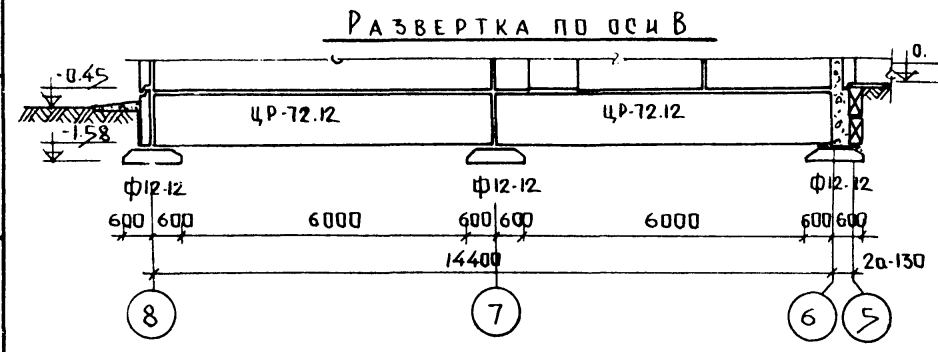 РАЗВЕРТКА ПО ОСИ В
-0.45
0.
ЦР-72.12 ЦР-72.12
-1.58
Ф12-12 Ф12-12 Ф12-12
600 600 6000 600 600 6000 600 600
14400 2а-130
8 7 6 5